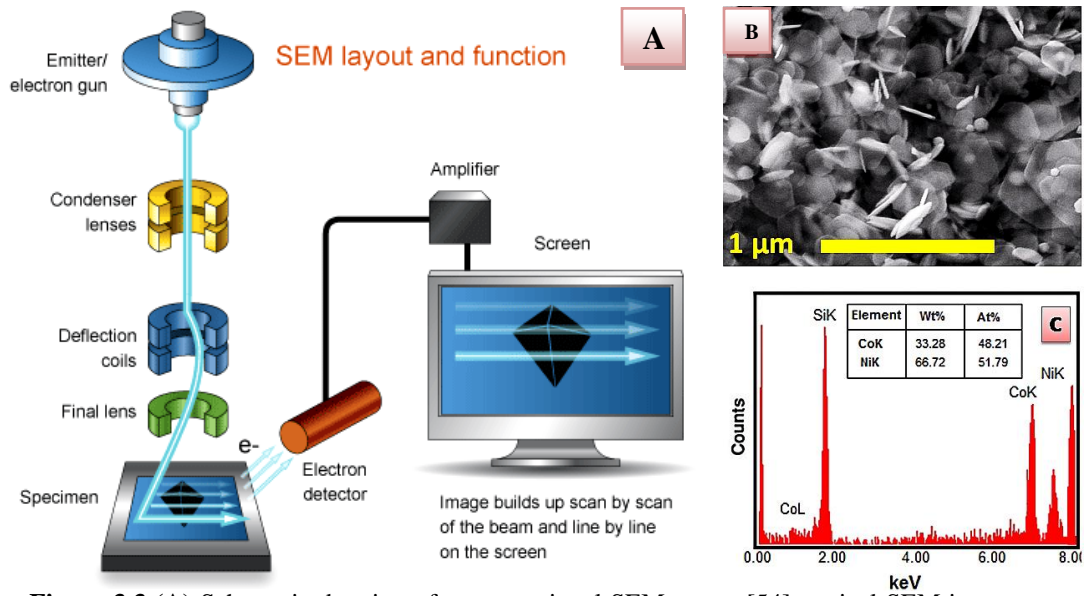 SEM layout and function
A
Emitter/
electron gun
Condenser
lenses
Deflection
coils
Final lens
Specimen
e-
Electron
detector
Amplifier
Screen
Image builds up scan by scan
of the beam and line by line
on the screen
B
1 μm
C
Element Wt% At%
CoK 33.28 48.21
NiK 66.72 51.79
SiK
CoL
CoK
NiK
Counts
0.00 2.00 4.00 6.00 8.00
keV